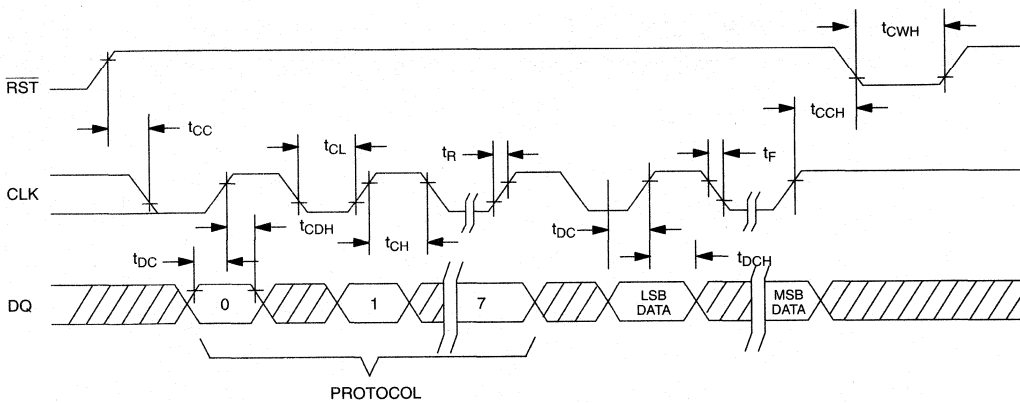 tCWH
RST
tCC
tCCH
tCL
tR
tF
CLK
tCDH
tCH
tDC
tDC
tDCH
DQ
0
1
7
LSB
DATA
MSB
DATA
PROTOCOL